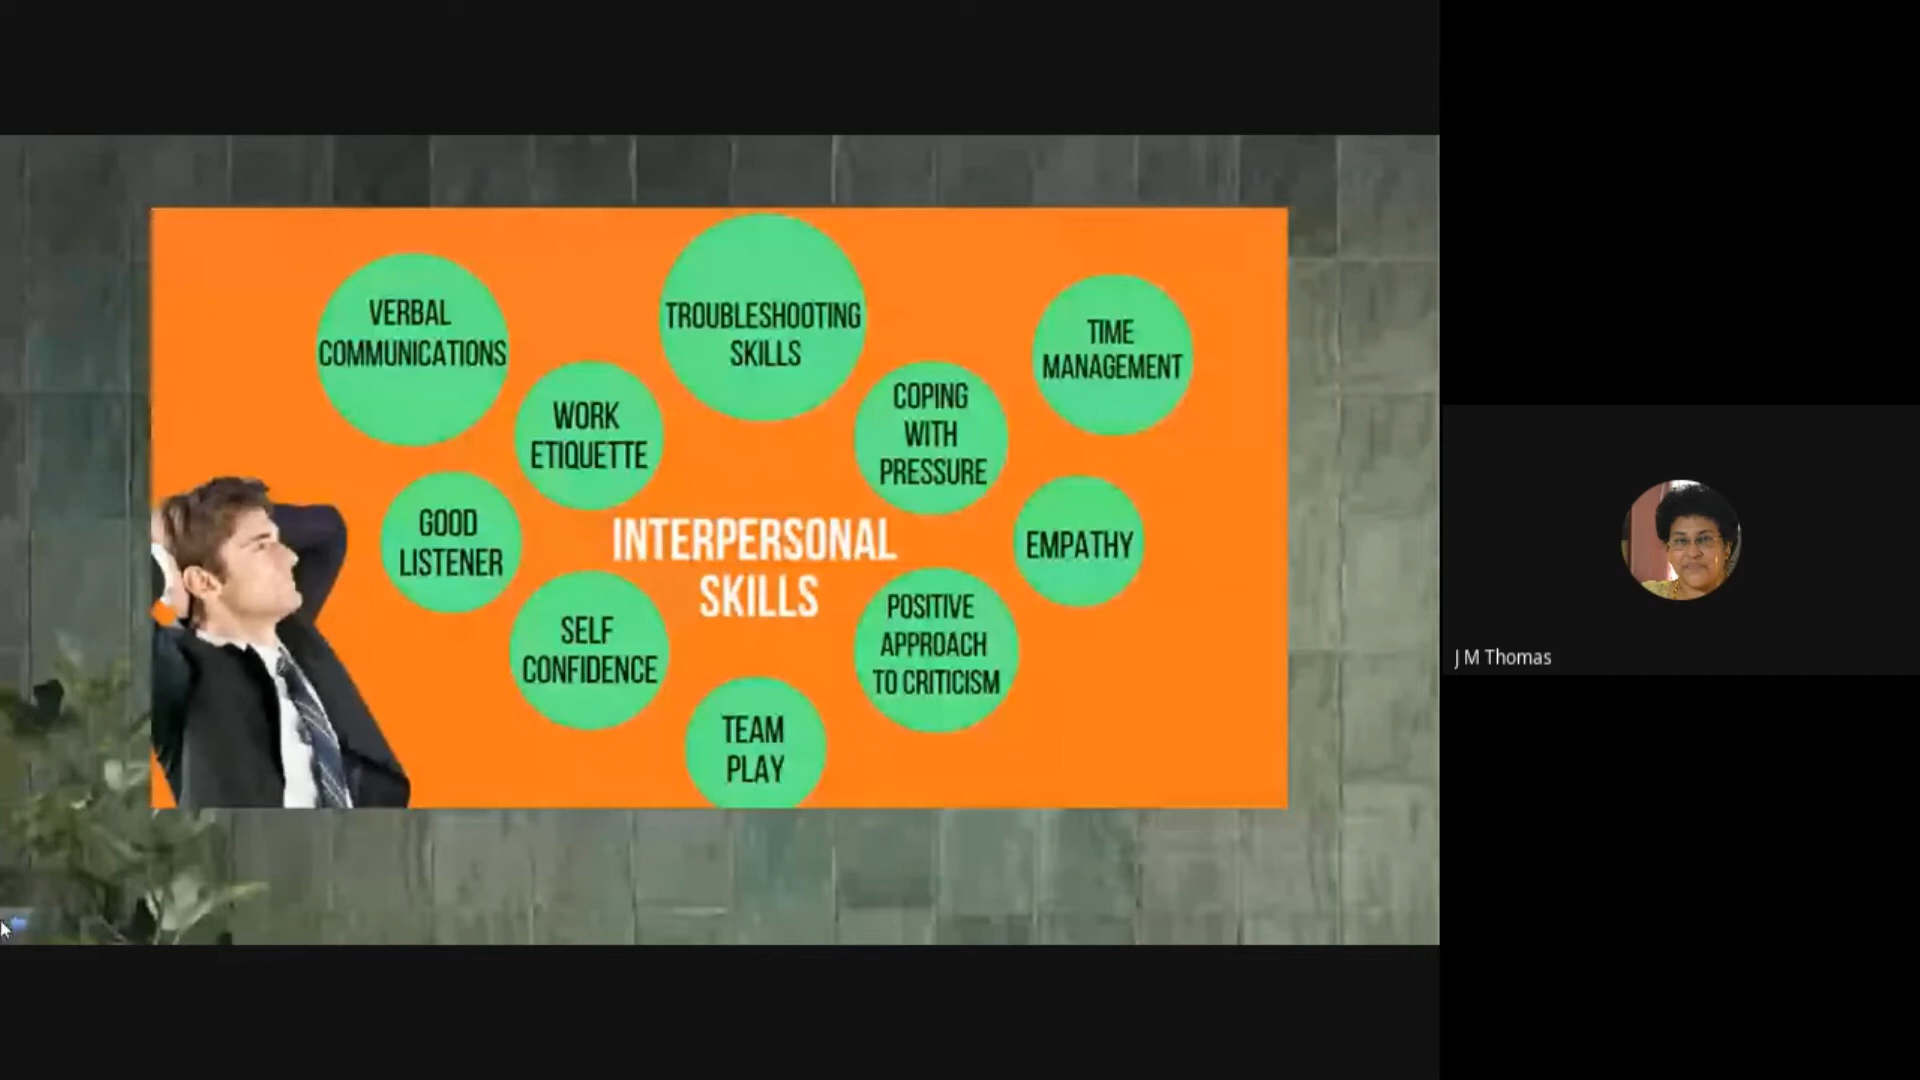 VERBAL
COMMUNICATIONS
TROUBLESHOOTING
SKILLS
TIME
MANAGEMENT
WORK
ETIQUETTE
COPING
WITH
PRESSURE
GOOD
LISTENER
INTERPERSONAL
SKILLS
EMPATHY
SELF
CONFIDENCE
POSITIVE
APPROACH
TO CRITICISM
TEAM
PLAY
J M Thomas